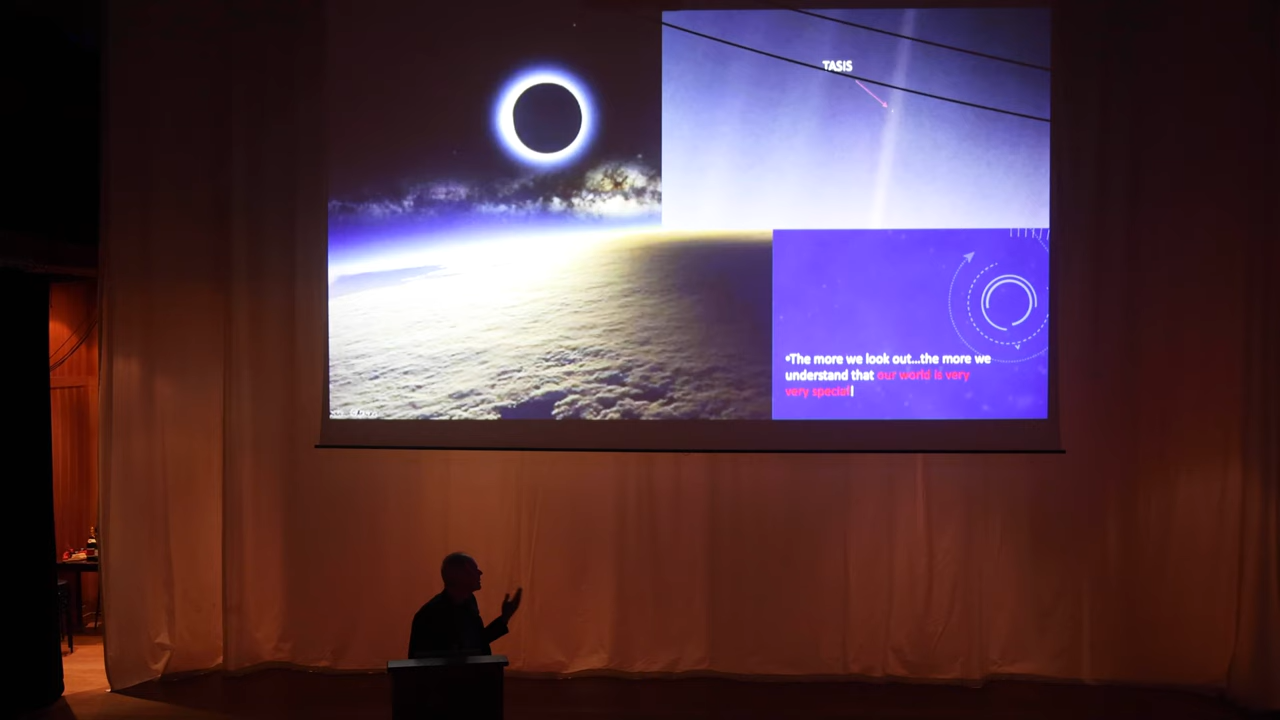 TASIS
•The more we look out...the more we
understand that our world is very
very special